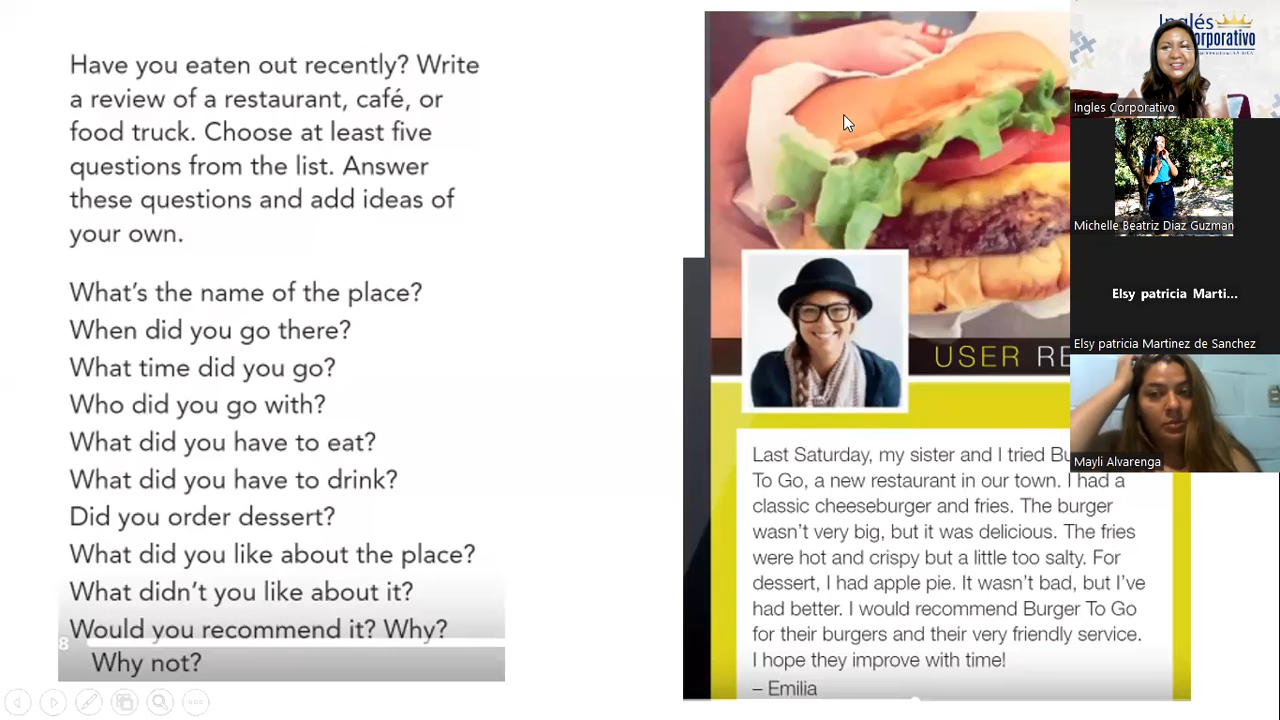 Have you eaten out recently? Write
a review of a restaurant, café, or
food truck. Choose at least five
questions from the list. Answer
these questions and add ideas of
your own.
What's the name of the place?
When did you go there?
What time did you go?
Who did you go with?
What did you have to eat?
What did you have to drink?
Did you order dessert?
What did you like about the place?
What didn't you like about it?
Would you recommend it? Why?
Why not?
8
USER RE
Last Saturday, my sister and I tried Bu
To Go, a new restaurant in our town. I had a
classic cheeseburger and fries. The burger
wasn't very big, but it was delicious. The fries
were hot and crispy but a little too salty. For
dessert, I had apple pie. It wasn't bad, but I've
had better. I would recommend Burger To Go
for their burgers and their very friendly service.
I hope they improve with time!
– Emilia
Inglés
Corporativo
Ingles Corporativo
Michelle Beatriz Diaz Guzman
Elsy patricia Marti...
Elsy patricia Martinez de Sanchez
Mayli Alvarenga